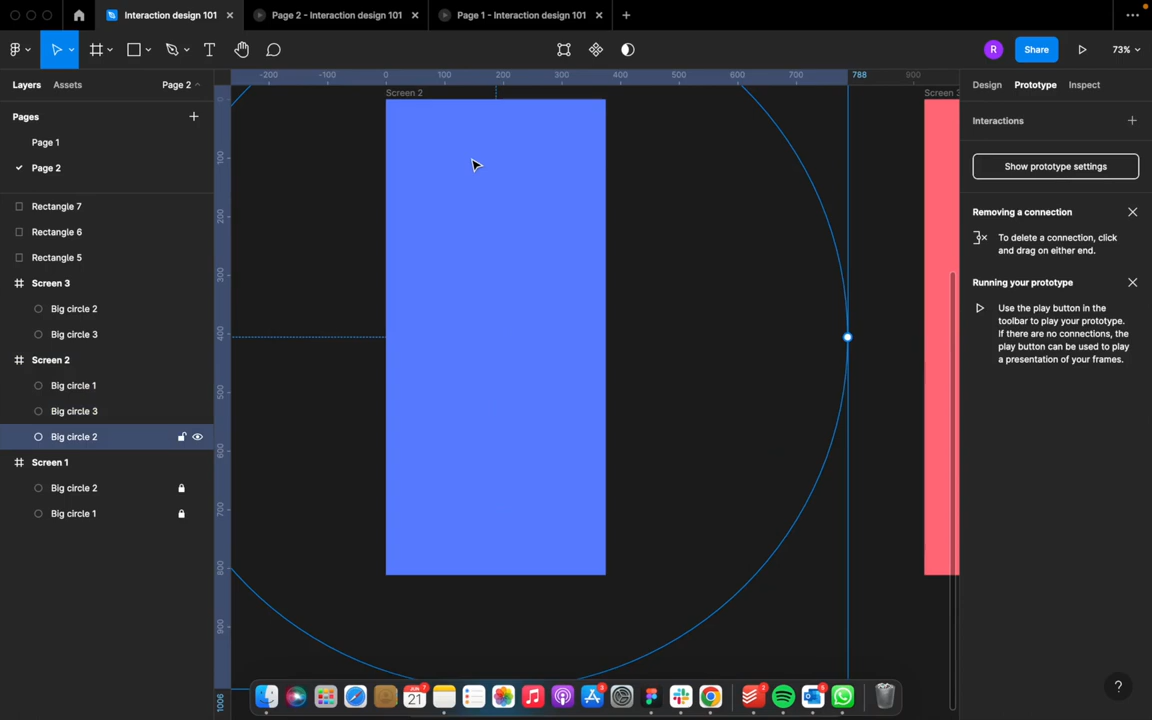 Interaction design 101
Page 2 - Interaction design 101
Page 1 - Interaction design 101
R
Share
73%
Layers
Assets
Page 2
Pages
Page 1
Page 2
Rectangle 7
Rectangle 6
Rectangle 5
Screen 3
Big circle 2
Big circle 3
Screen 2
Big circle 1
Big circle 3
Big circle 2
Screen 1
Big circle 2
Big circle 1
-200
-100
0
100
200
300
400
500
600
700
788
900
0
100
200
300
400
500
600
700
800
900
1006
Screen 2
Screen 3
Design
Prototype
Inspect
Interactions
Show prototype settings
Removing a connection
To delete a connection, click
and drag on either end.
Running your prototype
Use the play button in the
toolbar to play your prototype.
If there are no connections, the
play button can be used to play
a presentation of your frames.
21
?